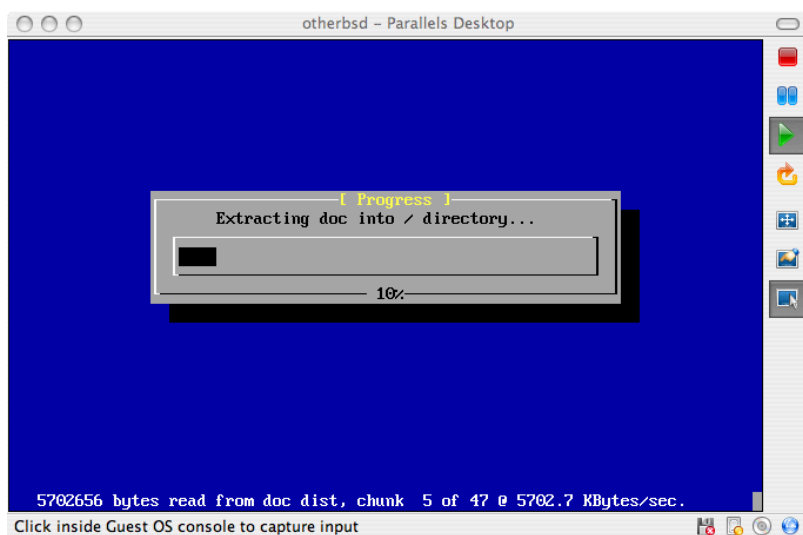 otherbsd – Parallels Desktop
[ Progress ]
Extracting doc into / directory...
10%
5702656 bytes read from doc dist, chunk  5 of 47 @ 5702.7 KBytes/sec.
Click inside Guest OS console to capture input